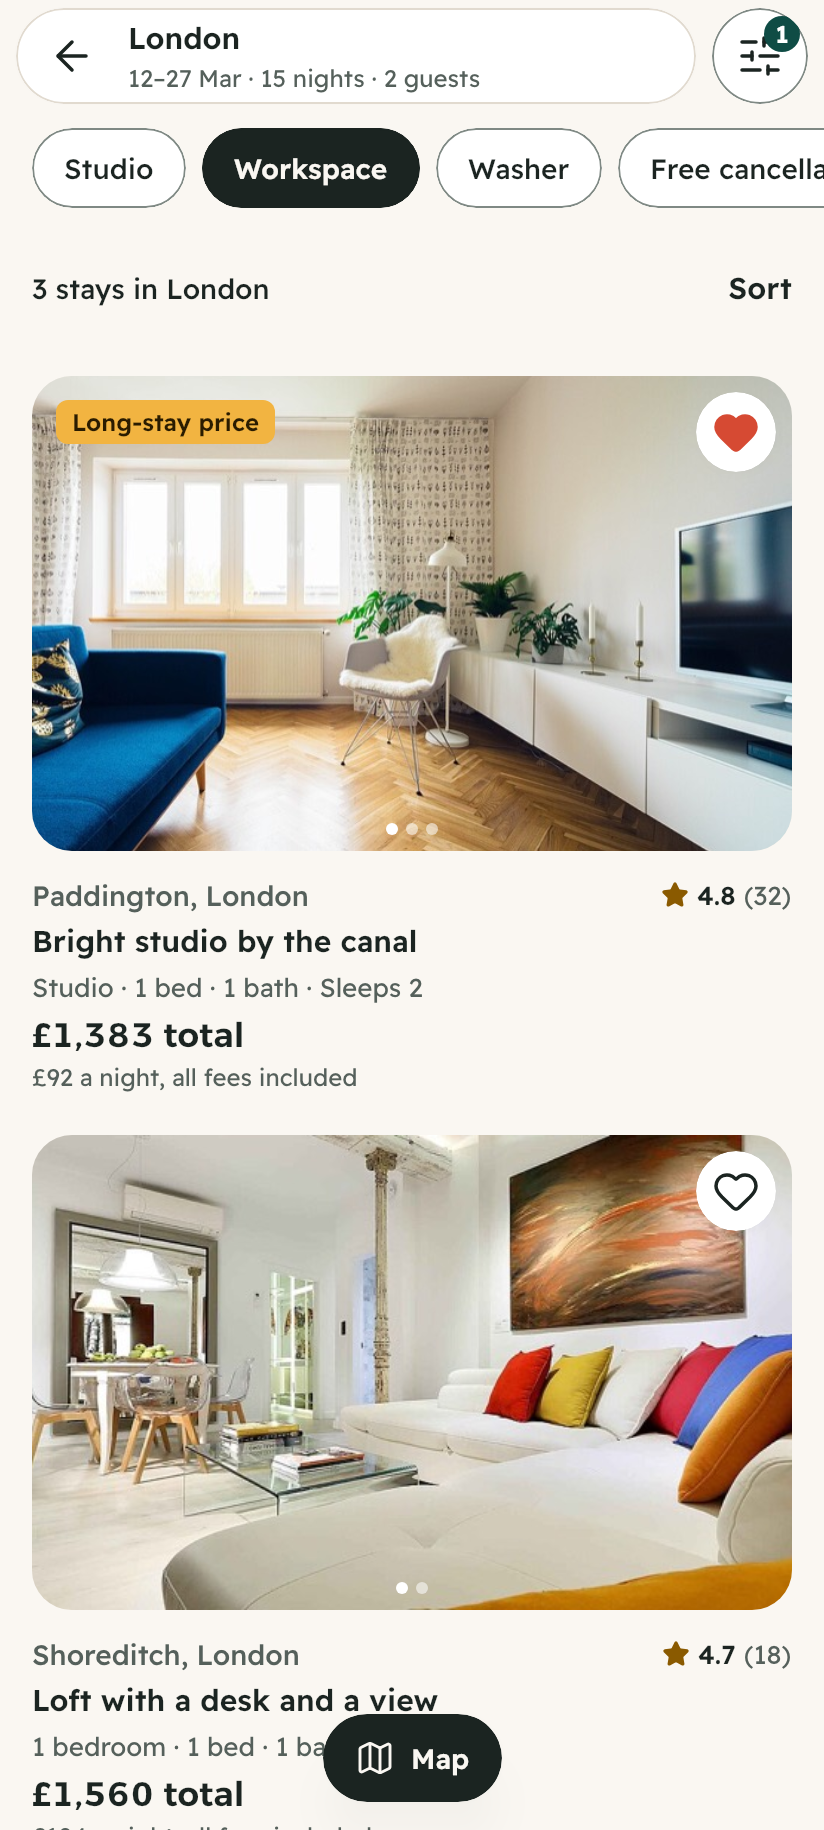 London
12–27 Mar · 15 nights · 2 guests
1
Studio
Workspace
Washer
Free
3 stays in London
Sort
Long-stay price
Paddington, London
4.8 (32)
Bright studio by the canal
Studio · 1 bed · 1 bath · Sleeps 2
£1,383 total
£92 a night, all fees included
Shoreditch, London
4.7 (18)
Loft with a desk and a view
1 bedroom · 1 bed · 1
Map
£1,560 total